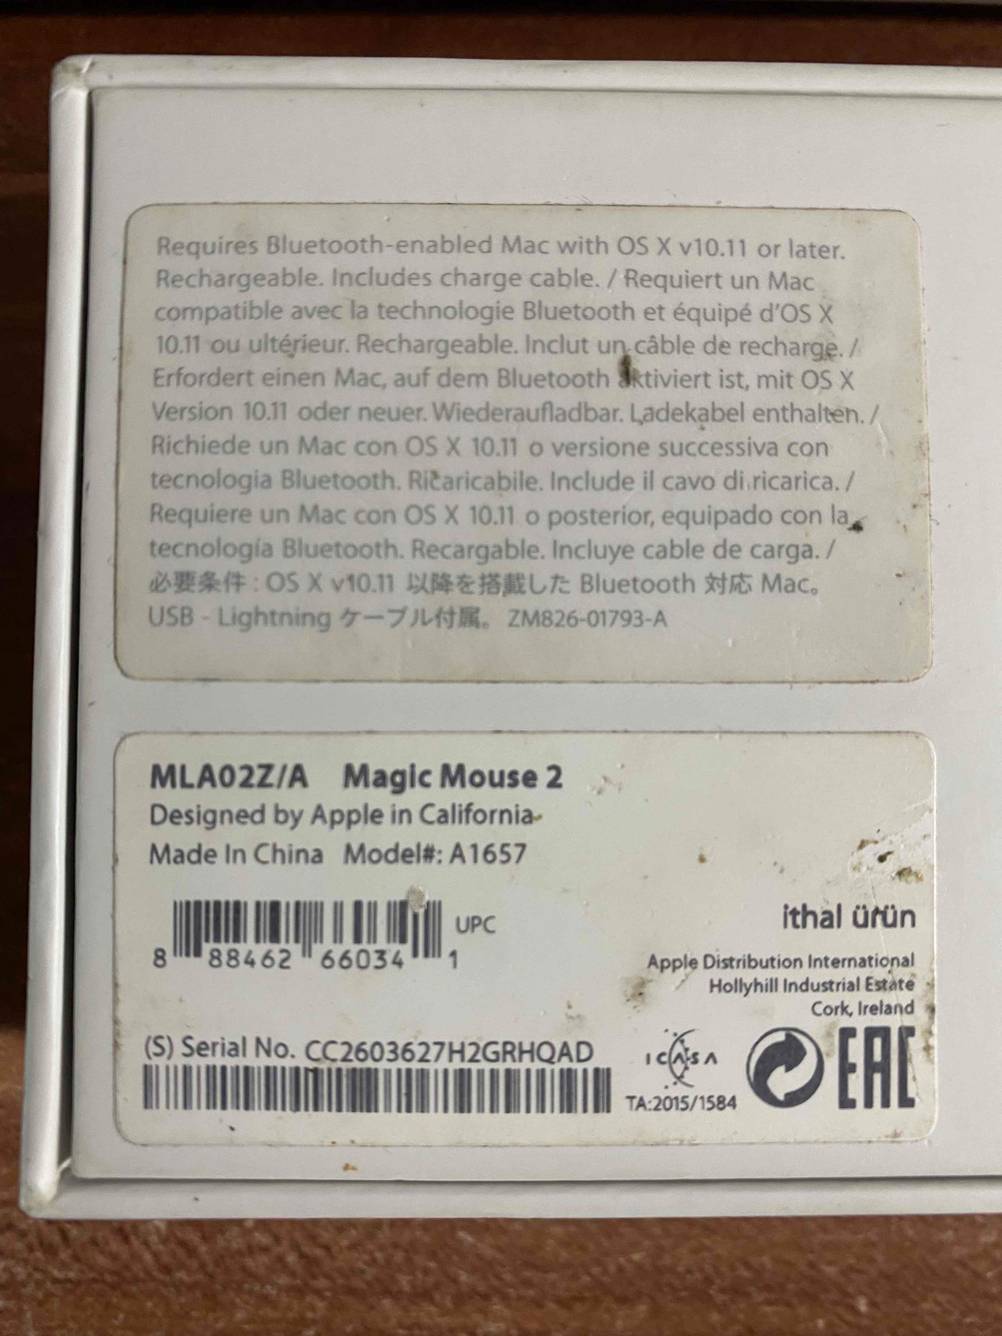 Requires Bluetooth-enabled Mac with OS X v10.11 or later.
Rechargeable. Includes charge cable. / Requiert un Mac
compatible avec la technologie Bluetooth et équipé d'OS X
10.11 ou ultérieur. Rechargeable. Inclut un câble de recharge. /
Erfordert einen Mac, auf dem Bluetooth aktiviert ist, mit OS X
Version 10.11 oder neuer. Wiederaufladbar. Ladekabel enthalten. /
Richiede un Mac con OS X 10.11 o versione successiva con
tecnologia Bluetooth. Ricaricabile. Include il cavo di ricarica. /
Requiere un Mac con OS X 10.11 o posterior, equipado con la
tecnología Bluetooth. Recargable. Incluye cable de carga. /
必要条件 : OS X v10.11 以降を搭載した Bluetooth 対応 Mac。
USB - Lightning ケーブル付属。 ZM826-01793-A
MLA02Z/A Magic Mouse 2
Designed by Apple in California
Made In China Model#: A1657
UPC
8 88462 66034 1
ithal ürün
Apple Distribution International
Hollyhill Industrial Estate
Cork, Ireland
(S) Serial No. CC2603627H2GRHQAD
ICASA
TA:2015/1584
EAC